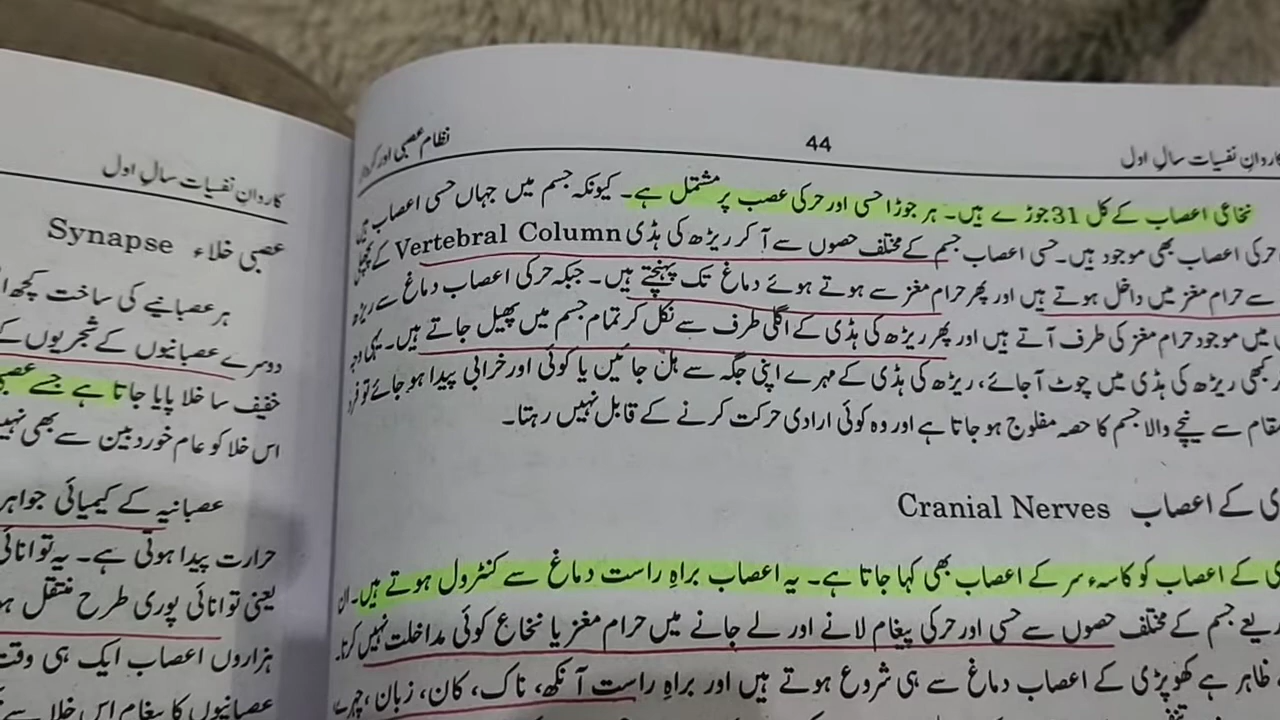 کاروانِ نفسیات سالِ اول
44
نظام عصبی اور
نخاعی اعصاب کے کل 31 جوڑے ہیں۔ ہر جوڑا حسی اور حرکی عصب پر مشتمل ہے۔ کیونکہ جسم میں جہاں حسی اعصاب ہیں
حرکی اعصاب بھی موجود ہیں۔ حسی اعصاب جسم کے مختلف حصوں سے آ کر ریڑھ کی ہڈی Vertebral Column کے
سے حرام مغز میں داخل ہوتے ہیں اور پھر حرام مغز سے ہوتے ہوئے دماغ تک پہنچتے ہیں۔ جبکہ حرکی اعصاب دماغ سے ریڑھ
میں موجود حرام مغز کی طرف آتے ہیں اور پھر ریڑھ کی ہڈی کے اگلی طرف سے نکل کر تمام جسم میں پھیل جاتے ہیں۔ یہی وجہ
کبھی ریڑھ کی ہڈی میں چوٹ آ جائے، ریڑھ کی ہڈی کے مہرے اپنی جگہ سے ہل جائیں یا کوئی اور خرابی پیدا ہو جائے تو فرد
مقام سے نیچے والا جسم کا حصہ مفلوج ہو جاتا ہے اور وہ کوئی ارادی حرکت کرنے کے قابل نہیں رہتا۔
کے اعصاب Cranial Nerves
کے اعصاب کو کاسہء سر کے اعصاب بھی کہا جاتا ہے۔ یہ اعصاب براہِ راست دماغ سے کنٹرول ہوتے ہیں۔ ان
جسم کے مختلف حصوں سے حسی اور حرکی پیغام لانے اور لے جانے میں حرام مغز یا نخاع کوئی مداخلت نہیں کرتا۔
ظاہر ہے کھوپڑی کے اعصاب دماغ سے ہی شروع ہوتے ہیں اور براہِ راست آنکھ، ناک، کان، زبان، چہرے
کاروانِ نفسیات سالِ اول
عصبی خلاء Synapse
ہر عصبانیے کی ساخت کچھ
دوسرے عصبانیوں کے شجریوں کے
خفیف سا خلا پایا جاتا ہے جسے عصبی
اس خلا کو عام خوردبین سے بھی نہیں
عصبانیہ کے کیمیائی جواہر
حرارت پیدا ہوتی ہے۔ یہ توانائی
یعنی توانائی پوری طرح منتقل
ہزاروں اعصاب ایک ہی وقت
عصبانیوں کا پیغام اس خلا سے